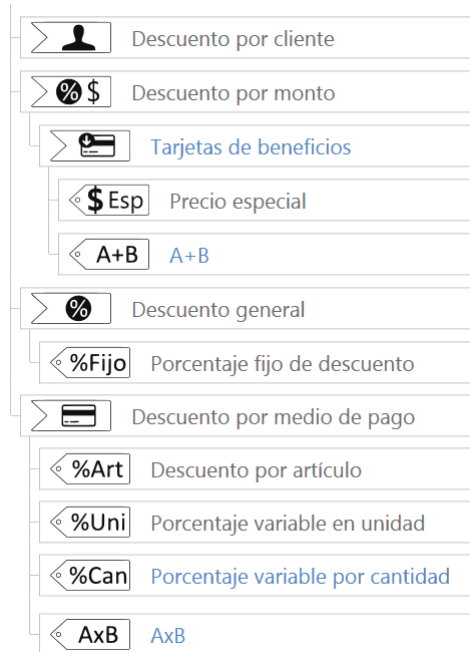 Descuento por cliente
% $ Descuento por monto
Tarjetas de beneficios
$ Esp Precio especial
A+B A+B
% Descuento general
%Fijo Porcentaje fijo de descuento
Descuento por medio de pago
%Art Descuento por artículo
%Uni Porcentaje variable en unidad
%Can Porcentaje variable por cantidad
AxB AxB